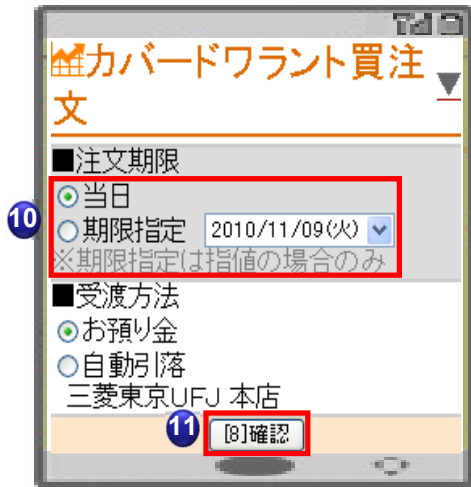 カバードワラント買注
文
■注文期限
当日
10
期限指定 2010/11/09(火)
※期限指定は指値の場合のみ
■受渡方法
お預り金
自動引落
三菱東京UFJ 本店
11 [8]確認